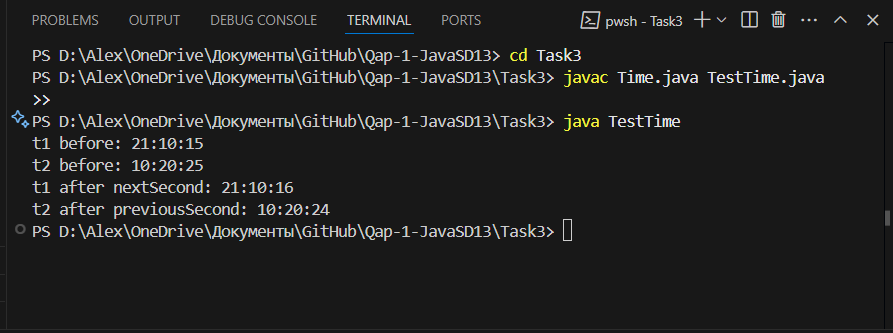 PROBLEMS OUTPUT DEBUG CONSOLE TERMINAL PORTS pwsh - Task3
PS D:\Alex\OneDrive\Документы\GitHub\Qap-1-JavaSD13> cd Task3
PS D:\Alex\OneDrive\Документы\GitHub\Qap-1-JavaSD13\Task3> javac Time.java TestTime.java
>>
PS D:\Alex\OneDrive\Документы\GitHub\Qap-1-JavaSD13\Task3> java TestTime
t1 before: 21:10:15
t2 before: 10:20:25
t1 after nextSecond: 21:10:16
t2 after previousSecond: 10:20:24
PS D:\Alex\OneDrive\Документы\GitHub\Qap-1-JavaSD13\Task3>